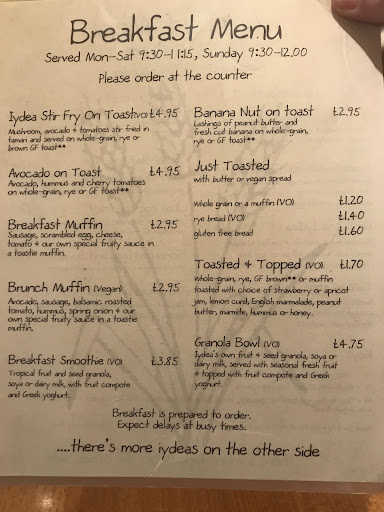 Breakfast Menu
Served Mon-Sat 9:30-11:15, Sunday 9:30-12.00
Please order at the counter
Iydea Stir Fry On Toast(VO) £4.95
Mushroom, avocado & tomatoes stir fried in
tamari and served on whole-grain, rye or
brown GF toast**
Avocado on Toast £4.95
Avocado, hummus and cherry tomatoes
on whole-grain, rye or GF toast**
Breakfast Muffin £2.95
Sausage, scrambled egg, cheese,
tomato & our own special fruity sauce in
a toastie muffin.
Brunch Muffin (Vegan) £2.95
Avocado, sausage, balsamic roasted
tomato, hummus, spring onion & our
own special fruity sauce in a toastie
muffin.
Breakfast Smoothie (VO) £3.85
Tropical fruit and seed granola,
soya or dairy milk, with fruit compote
and Greek yoghurt.
Banana Nut on toast £2.95
Lashings of peanut butter and
fresh cut banana on whole-grain,
rye or GF toast**
Just Toasted
with butter or vegan spread
whole grain or a muffin (VO) £1.20
rye bread (VO) £1.40
gluten free bread £1.60
Toasted & Topped (VO) £1.70
Whole-grain, rye, GF brown** or muffin
toasted with choice of strawberry or apricot
jam, lemon curd, English marmalade, peanut
butter, marmite, hummus or honey.
Granola Bowl (VO) £4.75
Iydea's own fruit & seed granola, soya or
dairy milk, served with seasonal fresh fruit
& topped with fruit compote and Greek
yoghurt.
Breakfast is prepared to order.
Expect delays at busy times.
....there's more iydeas on the other side